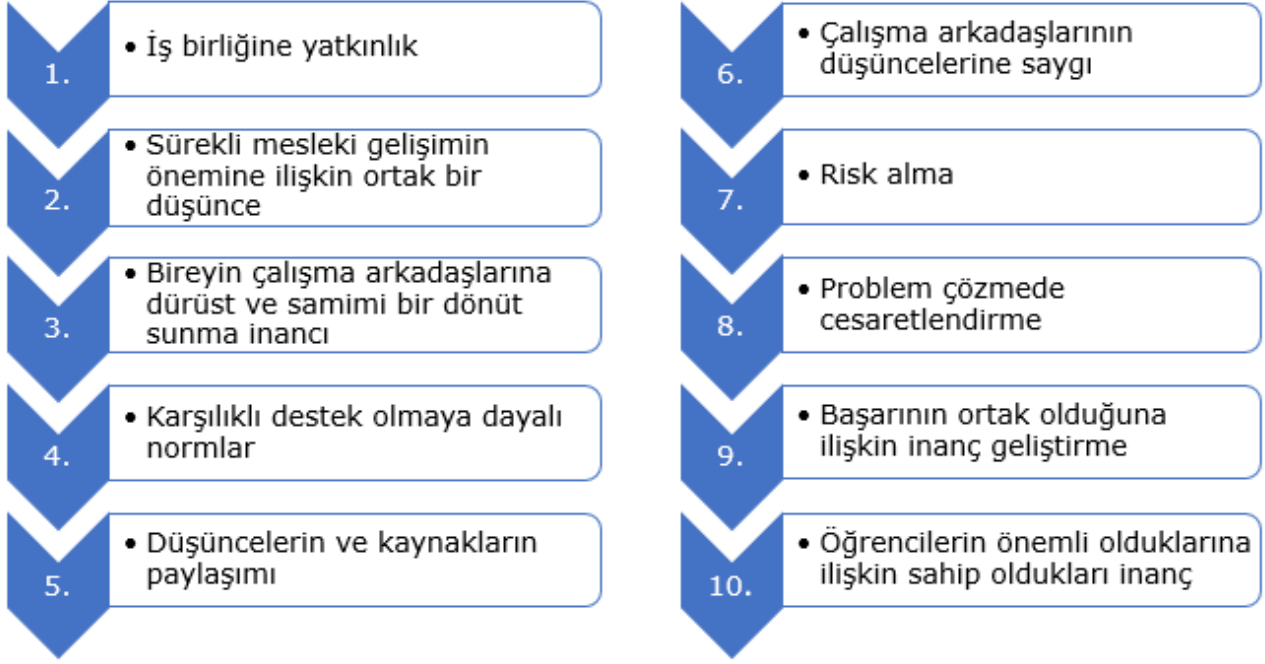 1.
• İş birliğine yatkınlık
2.
• Sürekli mesleki gelişimin
önemine ilişkin ortak bir
düşünce
3.
• Bireyin çalışma arkadaşlarına
dürüst ve samimi bir dönüt
sunma inancı
4.
• Karşılıklı destek olmaya dayalı
normlar
5.
• Düşüncelerin ve kaynakların
paylaşımı
6.
• Çalışma arkadaşlarının
düşüncelerine saygı
7.
• Risk alma
8.
• Problem çözmede
cesaretlendirme
9.
• Başarının ortak olduğuna
ilişkin inanç geliştirme
10.
• Öğrencilerin önemli olduklarına
ilişkin sahip oldukları inanç